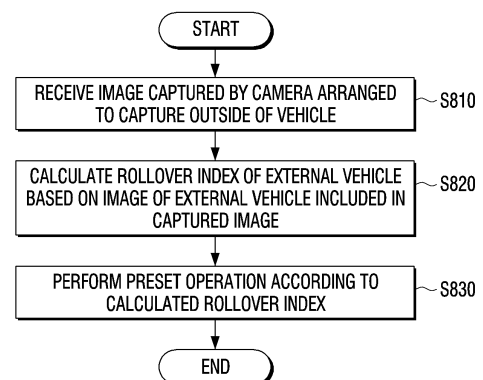 START
RECEIVE IMAGE CAPTURED BY CAMERA ARRANGED
TO CAPTURE OUTSIDE OF VEHICLE
S810
CALCULATE ROLLOVER INDEX OF EXTERNAL VEHICLE
BASED ON IMAGE OF EXTERNAL VEHICLE INCLUDED IN
CAPTURED IMAGE
S820
PERFORM PRESET OPERATION ACCORDING TO
CALCULATED ROLLOVER INDEX
S830
END